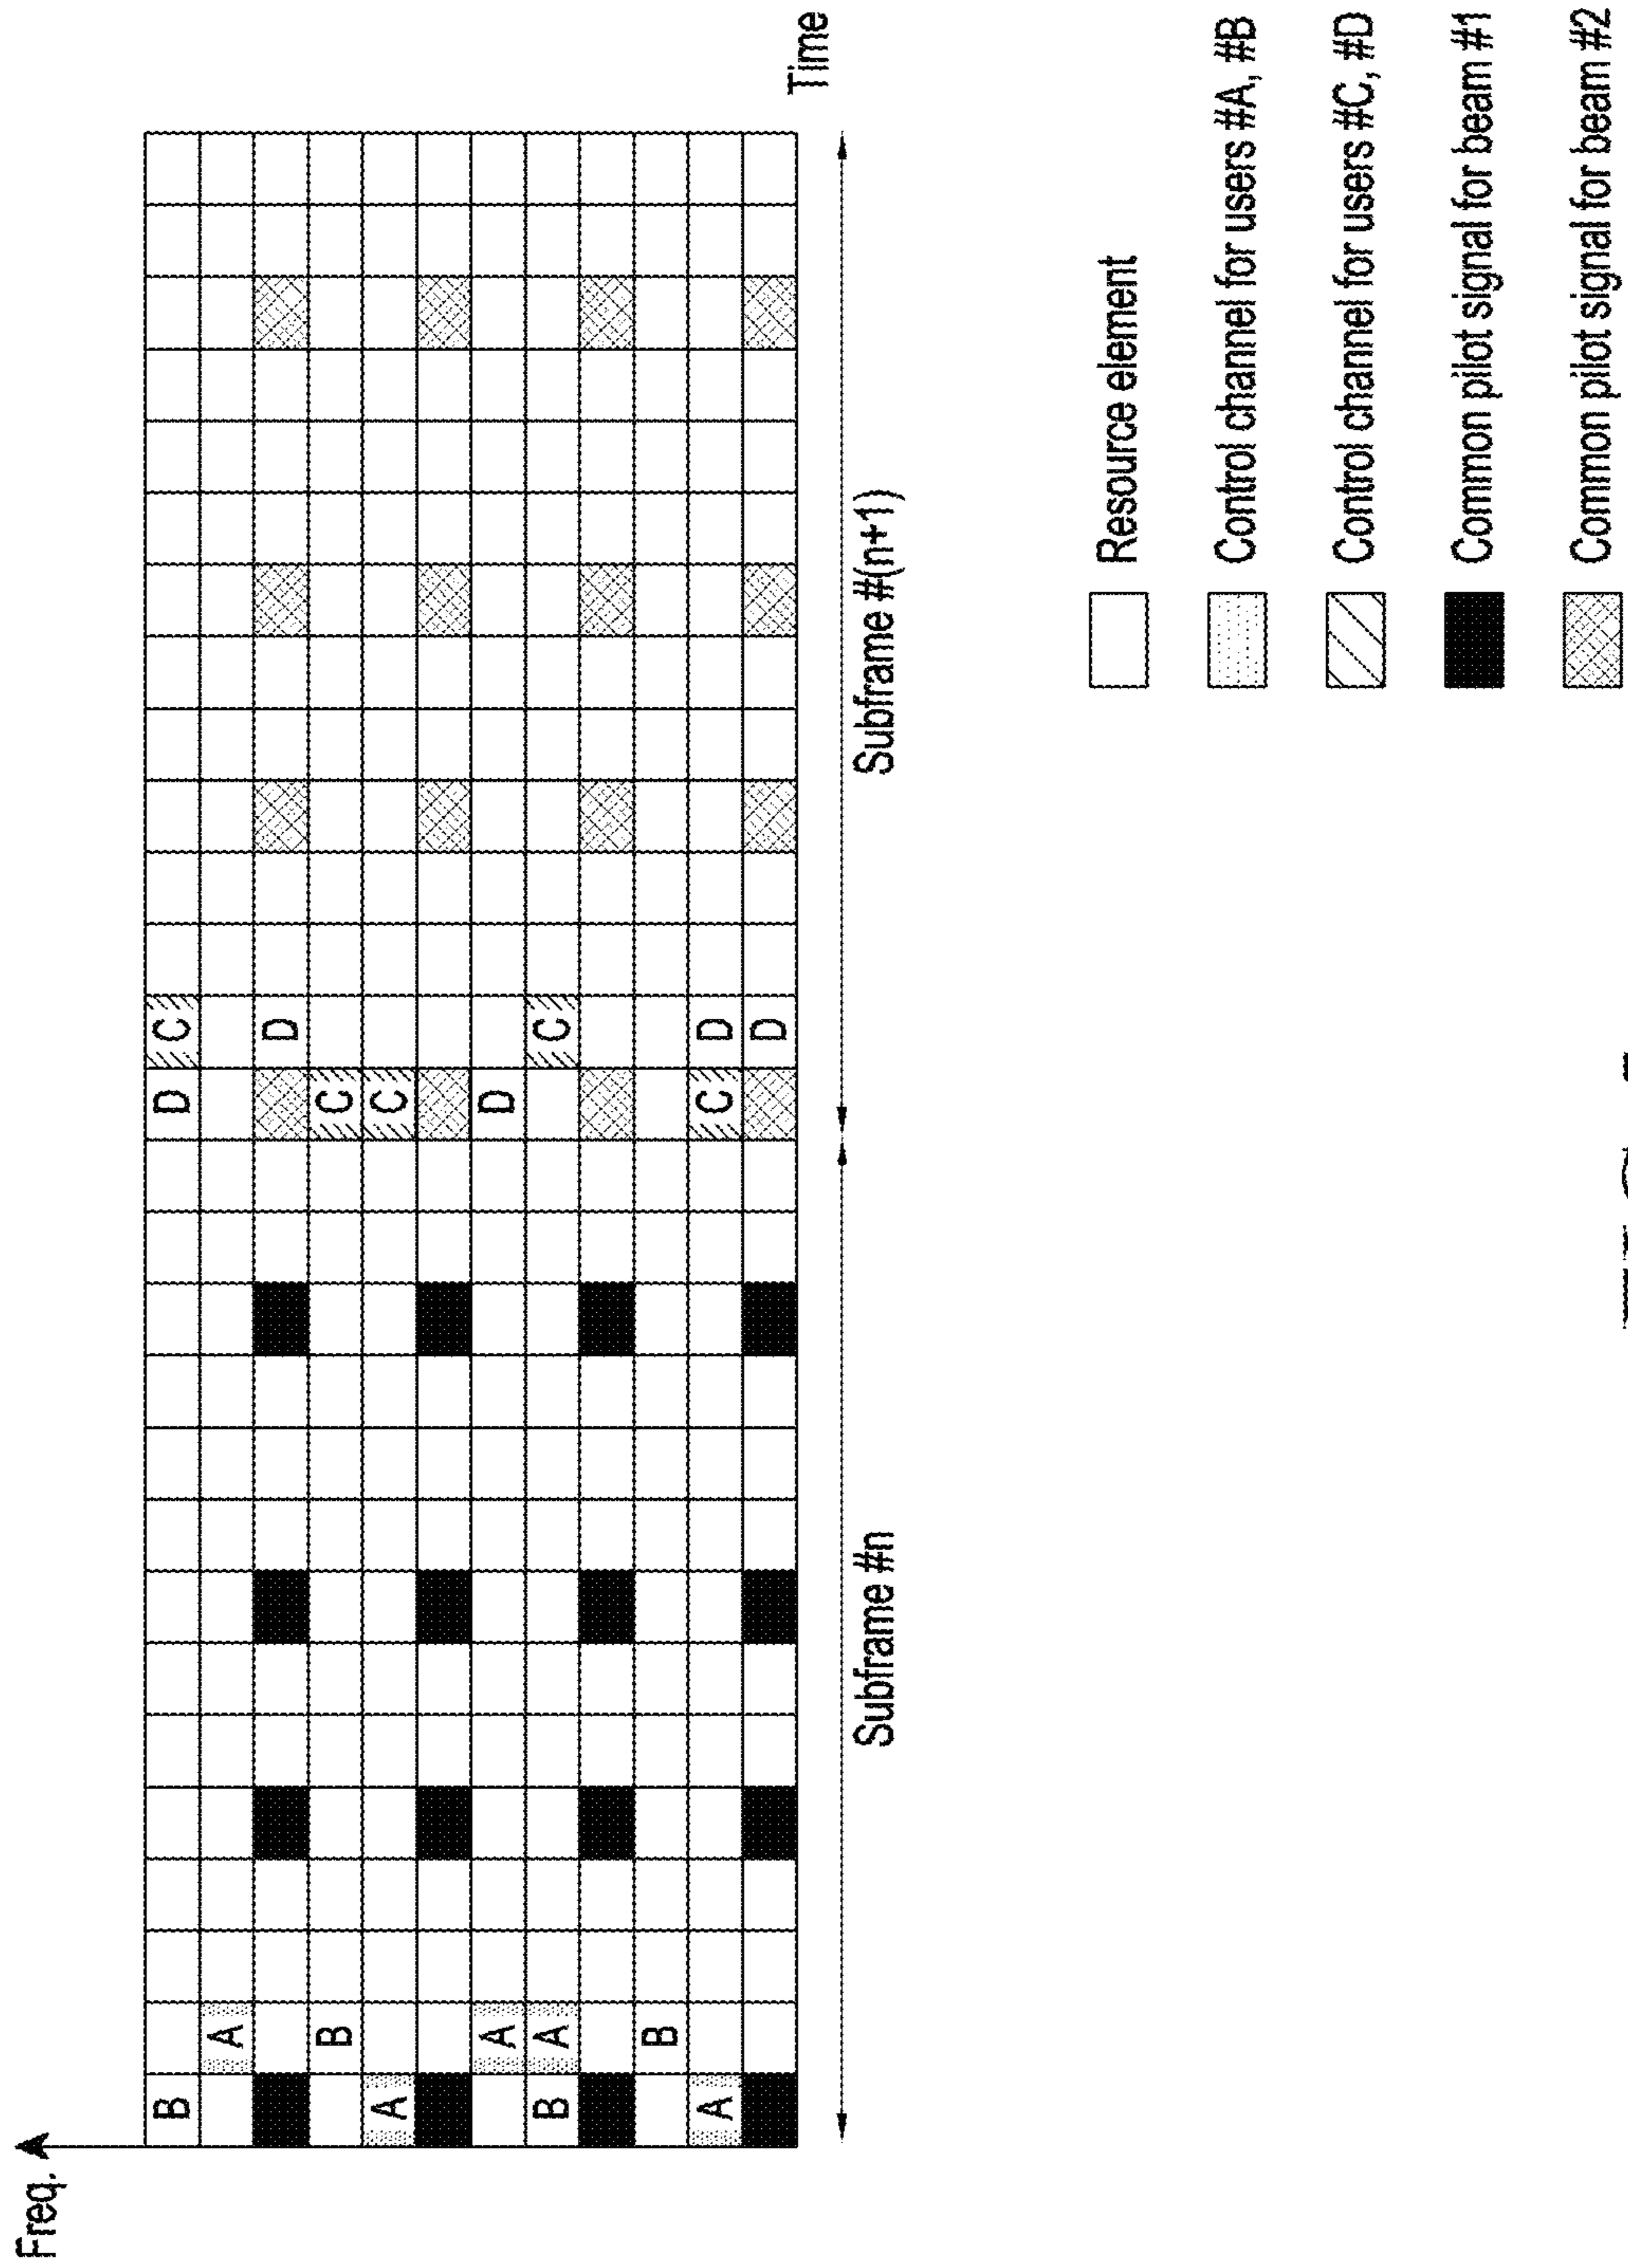 Freq.
B D C
A
D
B C
A C
A D
B A C
B
A C D
D
Time
Subframe #n Subframe #(n+1)
Resource element
Control channel for users #A, #B
Control channel for users #C, #D
Common pilot signal for beam #1
Common pilot signal for beam #2